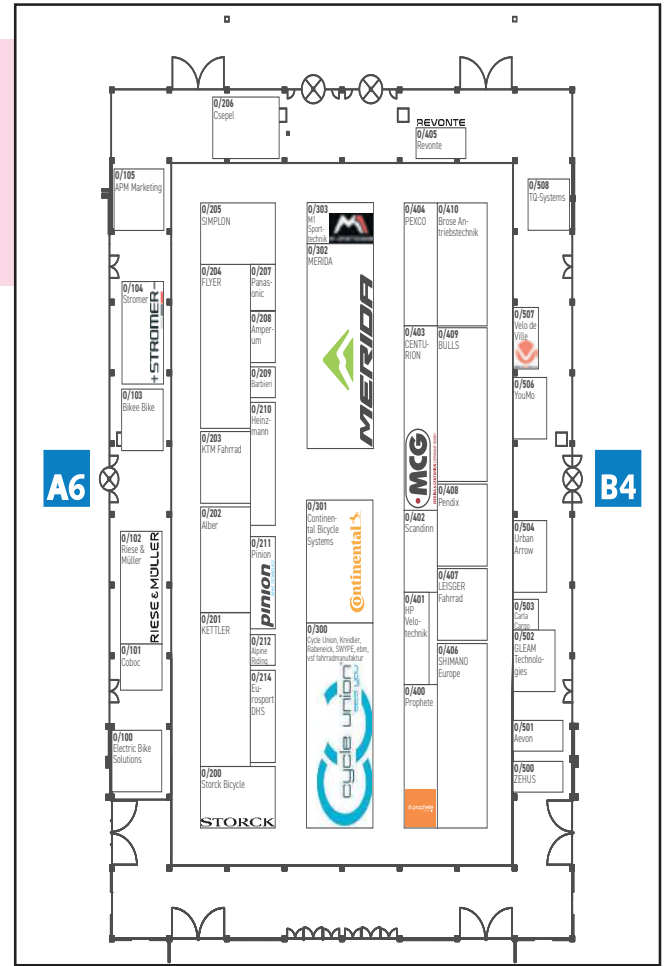 0/206
Csepel
REVONTE
0/405
Revonte
0/105
APM Marketing
0/508
TQ-Systems
0/205
SIMPLON
0/303
M1
Sport-
technik
0/302
MERIDA
MERIDA
0/404
PEXCO
0/410
Brose An-
triebstechnik
0/204
FLYER
0/207
Panas-
onic
0/104
Stromer
STROMER
0/208
Amper-
ium
0/507
Velo de
Ville
0/403
CENTU-
RION
0/409
BULLS
0/209
Barbieri
0/506
YouMo
0/103
Bikee Bike
0/210
Heinz-
mann
0/203
KTM Fahrrad
MCG
A6
B4
0/408
Pendix
0/202
Alber
0/301
Continen-
tal Bicycle
Systems
Continental
0/402
Scandinn
0/504
Urban
Arrow
0/102
Riese &
Müller
RIESE & MÜLLER
0/211
Pinion
pinion
0/407
LEISGER
Fahrrad
0/401
HP
Velo-
technik
0/503
Carla
Cargo
0/201
KETTLER
0/300
Cycle Union, Kreidler,
Rabeneick, SWYPE, ebm,
vsf fahrradmanufaktur
cycle union
0/502
GLEAM
Technolo-
gies
0/212
Alpine
Riding
0/101
Coboc
0/406
SHIMANO
Europe
0/214
Eu-
rosport
DHS
0/400
Prophete
prophete
0/501
Aevon
0/100
Electric Bike
Solutions
0/500
ZEHUS
0/200
Storck Bicycle
STORCK